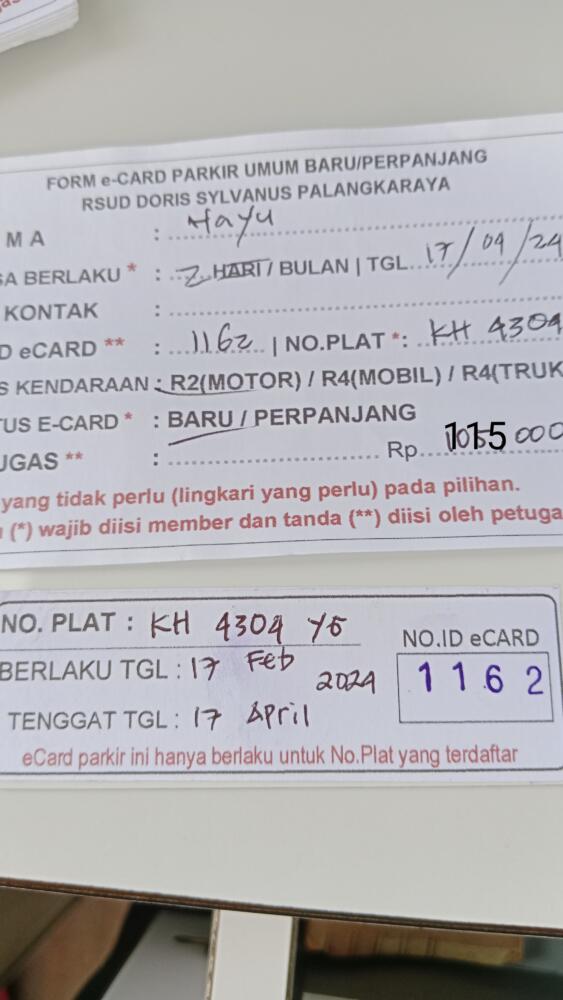 FORM e-CARD PARKIR UMUM BARU/PERPANJANG
RSUD DORIS SYLVANUS PALANGKARAYA
MA : Hayu
SA BERLAKU * : 2 HARI / BULAN | TGL 17/04/24
KONTAK :
D eCARD ** : 1162 | NO.PLAT *: KH 4304
S KENDARAAN : R2(MOTOR) / R4(MOBIL) / R4(TRUK
TUS E-CARD * : BARU / PERPANJANG
UGAS ** : Rp 115 000
yang tidak perlu (lingkari yang perlu) pada pilihan.
(*) wajib diisi member dan tanda (**) diisi oleh petuga
NO. PLAT : KH 4304 YO
BERLAKU TGL : 17 Feb 2024
NO.ID eCARD
1162
TENGGAT TGL : 17 April
eCard parkir ini hanya berlaku untuk No.Plat yang terdaftar